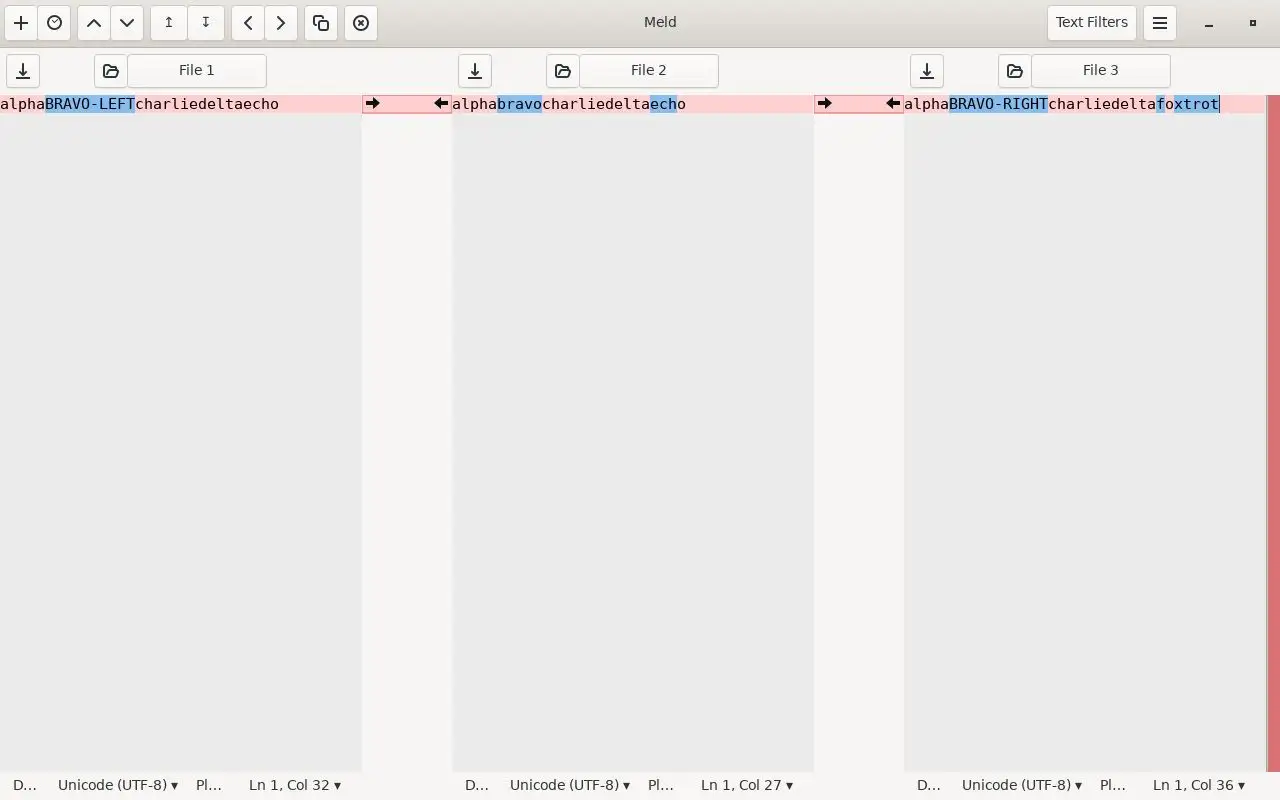 Meld
Text Filters
File 1
File 2
File 3
alphaBRAVO-LEFTcharliedeltaecho
alphabravocharliedeltaecho
alphaBRAVO-RIGHTcharliedeltafoxtrot
D... Unicode (UTF-8) ▾ Pl... Ln 1, Col 32 ▾
D... Unicode (UTF-8) ▾ Pl... Ln 1, Col 27 ▾
D... Unicode (UTF-8) ▾ Pl... Ln 1, Col 36 ▾